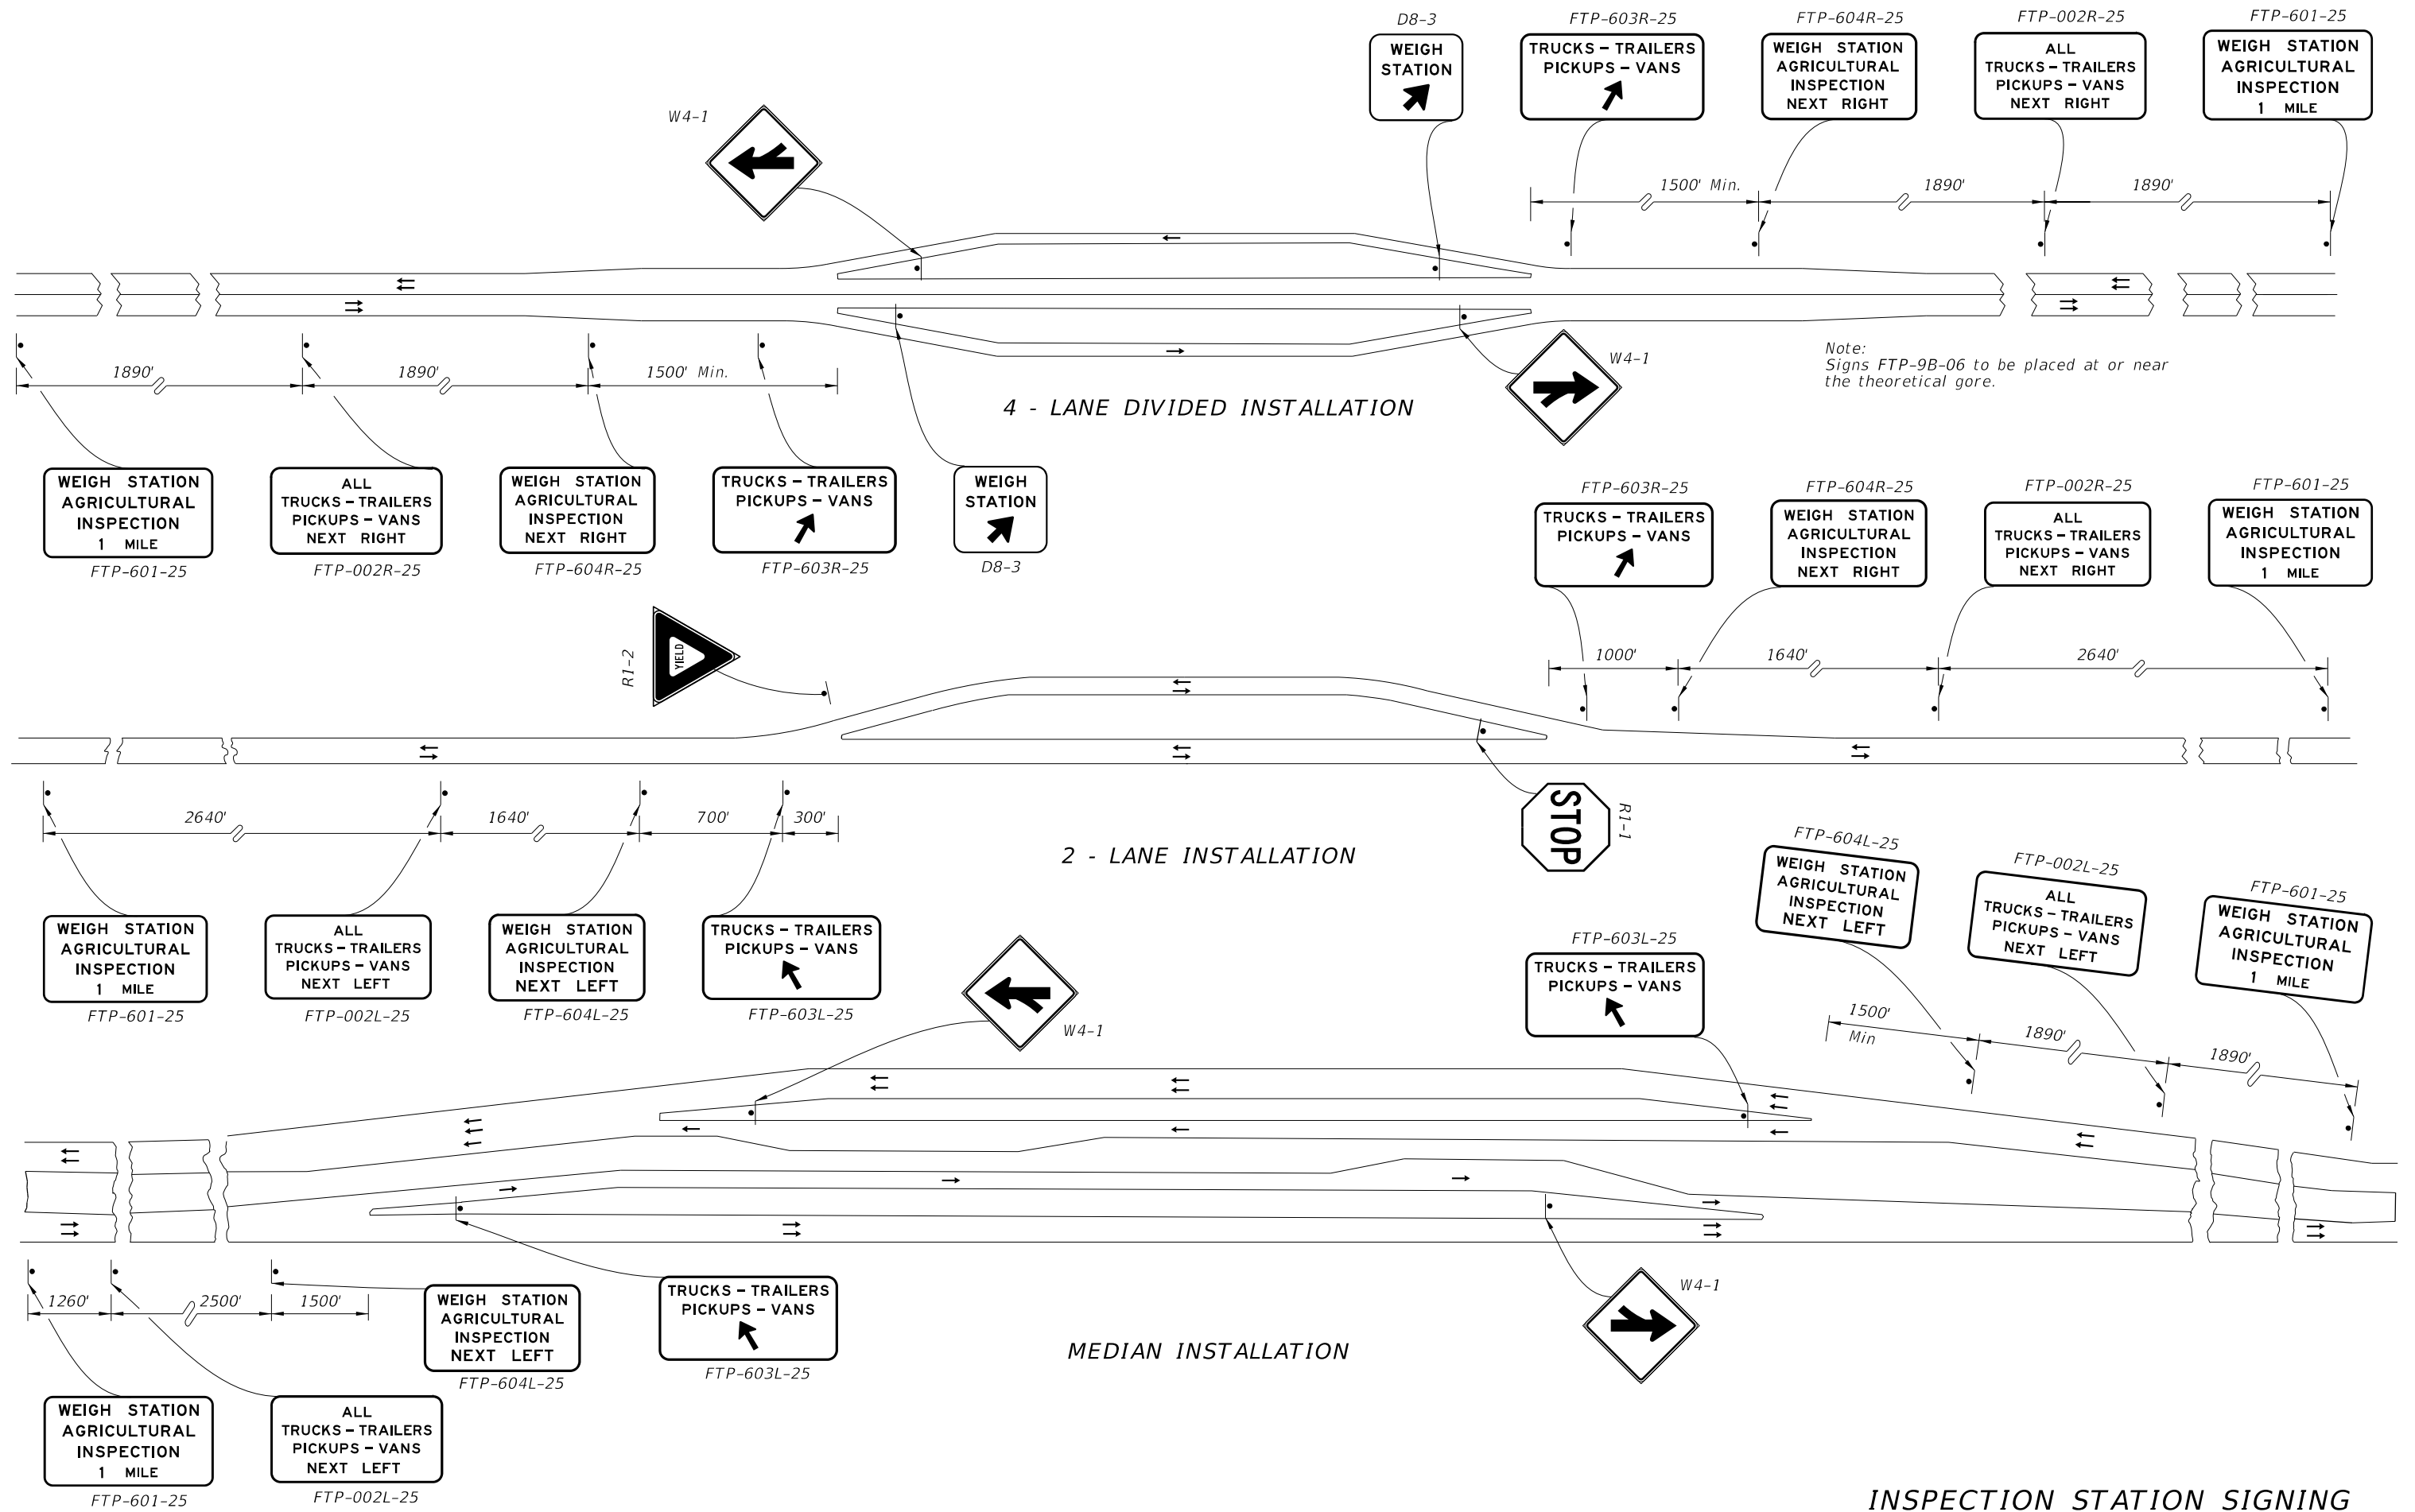 D8-3
FTP-603R-25
FTP-604R-25
FTP-002R-25
FTP-601-25
WEIGH
STATION
TRUCKS - TRAILERS
PICKUPS - VANS
WEIGH STATION
AGRICULTURAL
INSPECTION
NEXT RIGHT
ALL
TRUCKS - TRAILERS
PICKUPS - VANS
NEXT RIGHT
WEIGH STATION
AGRICULTURAL
INSPECTION
1 MILE
W4-1
1500' Min.
1890'
1890'
Note:
Signs FTP-9B-06 to be placed at or near
the theoretical gore.
W4-1
1890'
1890'
1500' Min.
4 - LANE DIVIDED INSTALLATION
WEIGH STATION
AGRICULTURAL
INSPECTION
1 MILE
FTP-601-25
ALL
TRUCKS - TRAILERS
PICKUPS - VANS
NEXT RIGHT
FTP-002R-25
WEIGH STATION
AGRICULTURAL
INSPECTION
NEXT RIGHT
FTP-604R-25
TRUCKS - TRAILERS
PICKUPS - VANS
FTP-603R-25
WEIGH
STATION
D8-3
FTP-603R-25
TRUCKS - TRAILERS
PICKUPS - VANS
FTP-604R-25
WEIGH STATION
AGRICULTURAL
INSPECTION
NEXT RIGHT
FTP-002R-25
ALL
TRUCKS - TRAILERS
PICKUPS - VANS
NEXT RIGHT
FTP-601-25
WEIGH STATION
AGRICULTURAL
INSPECTION
1 MILE
R1-2
YIELD
1000'
1640'
2640'
2640'
1640'
700'
300'
STOP
R1-1
2 - LANE INSTALLATION
WEIGH STATION
AGRICULTURAL
INSPECTION
1 MILE
FTP-601-25
ALL
TRUCKS - TRAILERS
PICKUPS - VANS
NEXT LEFT
FTP-002L-25
WEIGH STATION
AGRICULTURAL
INSPECTION
NEXT LEFT
FTP-604L-25
TRUCKS - TRAILERS
PICKUPS - VANS
FTP-603L-25
W4-1
FTP-603L-25
TRUCKS - TRAILERS
PICKUPS - VANS
FTP-604L-25
WEIGH STATION
AGRICULTURAL
INSPECTION
NEXT LEFT
FTP-002L-25
ALL
TRUCKS - TRAILERS
PICKUPS - VANS
NEXT LEFT
FTP-601-25
WEIGH STATION
AGRICULTURAL
INSPECTION
1 MILE
1500'
Min
1890'
1890'
1260'
2500'
1500'
WEIGH STATION
AGRICULTURAL
INSPECTION
NEXT LEFT
FTP-604L-25
TRUCKS - TRAILERS
PICKUPS - VANS
FTP-603L-25
W4-1
MEDIAN INSTALLATION
WEIGH STATION
AGRICULTURAL
INSPECTION
1 MILE
FTP-601-25
ALL
TRUCKS - TRAILERS
PICKUPS - VANS
NEXT LEFT
FTP-002L-25
INSPECTION STATION SIGNING